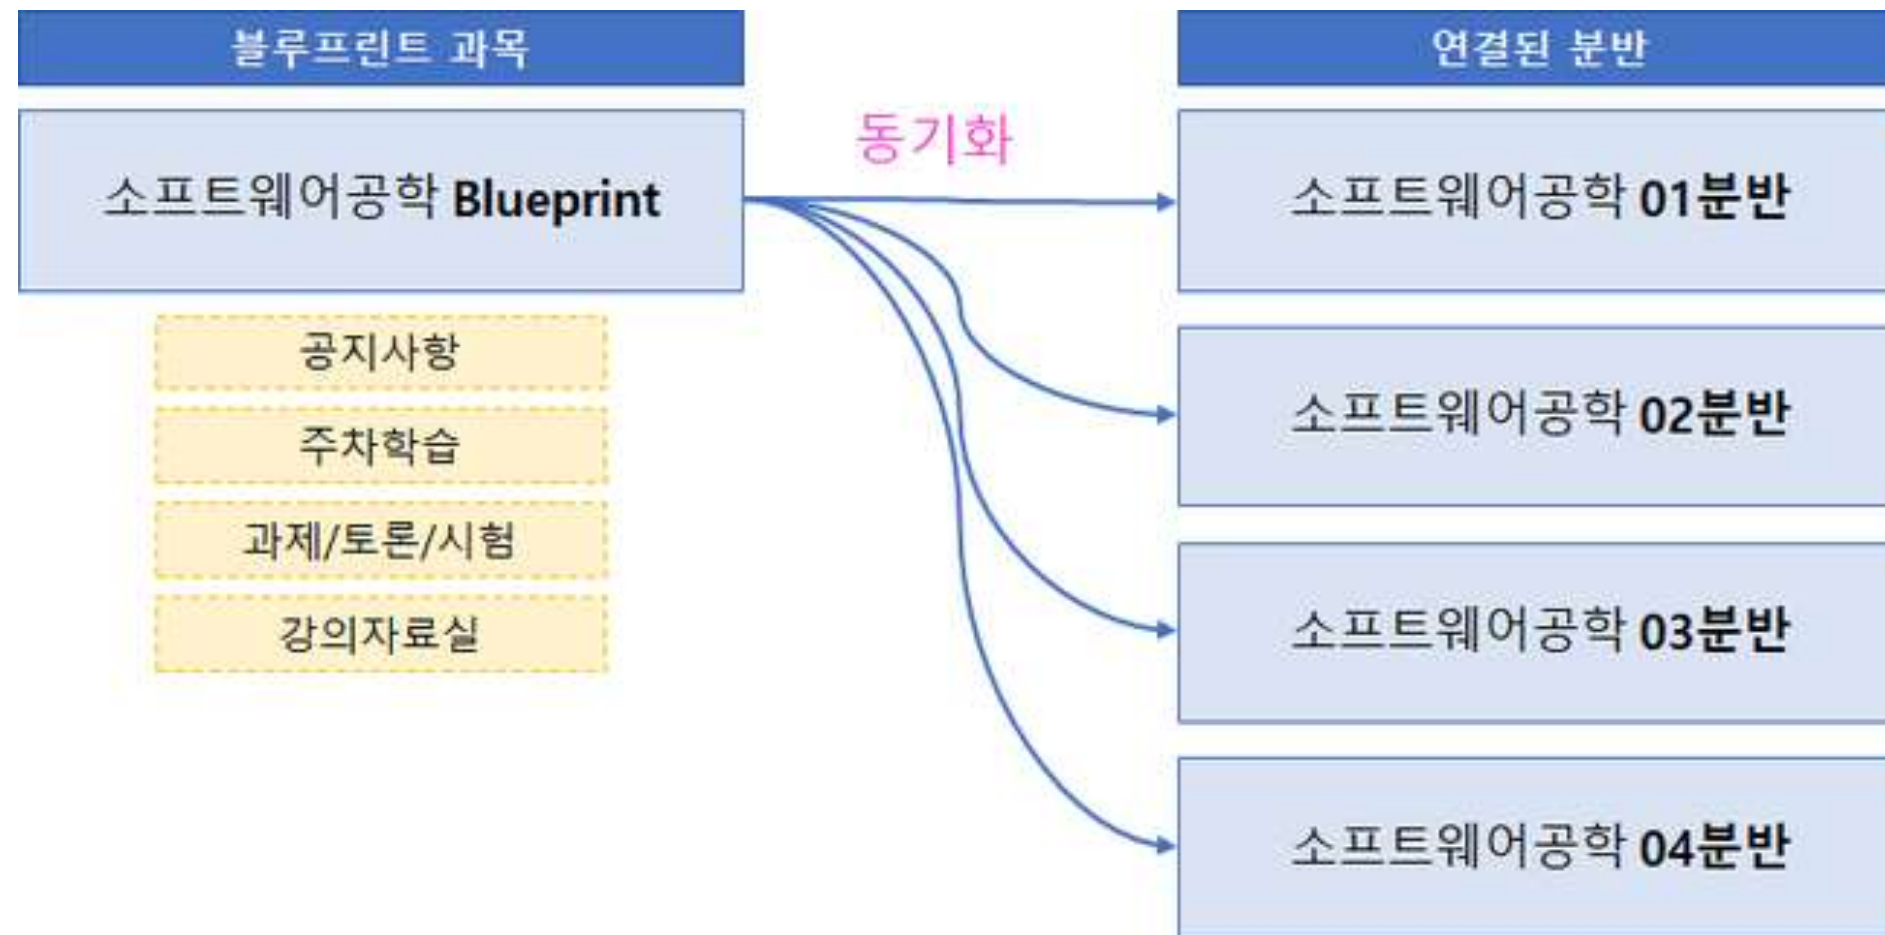 블루프린트 과목
소프트웨어공학 Blueprint
공지사항
주차학습
과제/토론/시험
강의자료실
동기화
연결된 분반
소프트웨어공학 01분반
소프트웨어공학 02분반
소프트웨어공학 03분반
소프트웨어공학 04분반